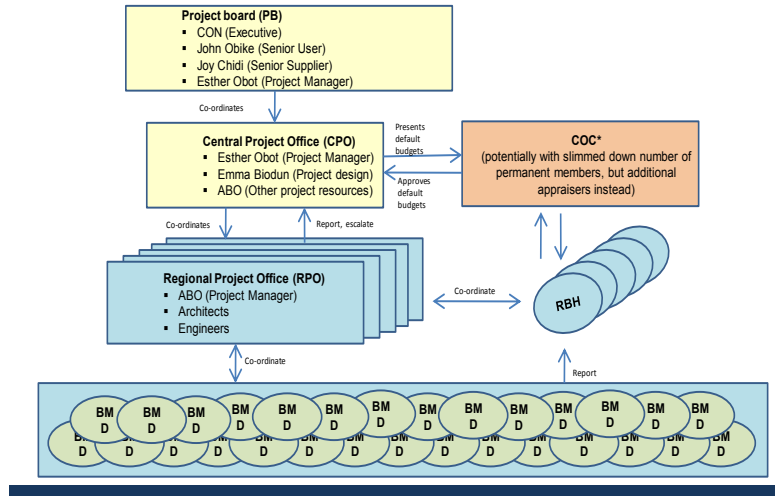 Project board (PB)
▪ CON (Executive)
▪ John Obike (Senior User)
▪ Joy Chidi (Senior Supplier)
▪ Esther Obot (Project Manager)
Co-ordinates
Central Project Office (CPO)
▪ Esther Obot (Project Manager)
▪ Emma Biodun (Project design)
▪ ABO (Other project resources)
Presents
default
budgets
Approves
default
budgets
COC*
(potentially with slimmed down number of
permanent members, but additional
appraisers instead)
Co-ordinates
Report, escalate
Regional Project Office (RPO)
▪ ABO (Project Manager)
▪ Architects
▪ Engineers
Co-ordinate
RBH
Co-ordinate
Report
BM BM BM BM BM BM BM BM BM BM BM BM BM BM
D D D D D D D D D D D D D D
BM
D D D D D D D D D D D D D D D